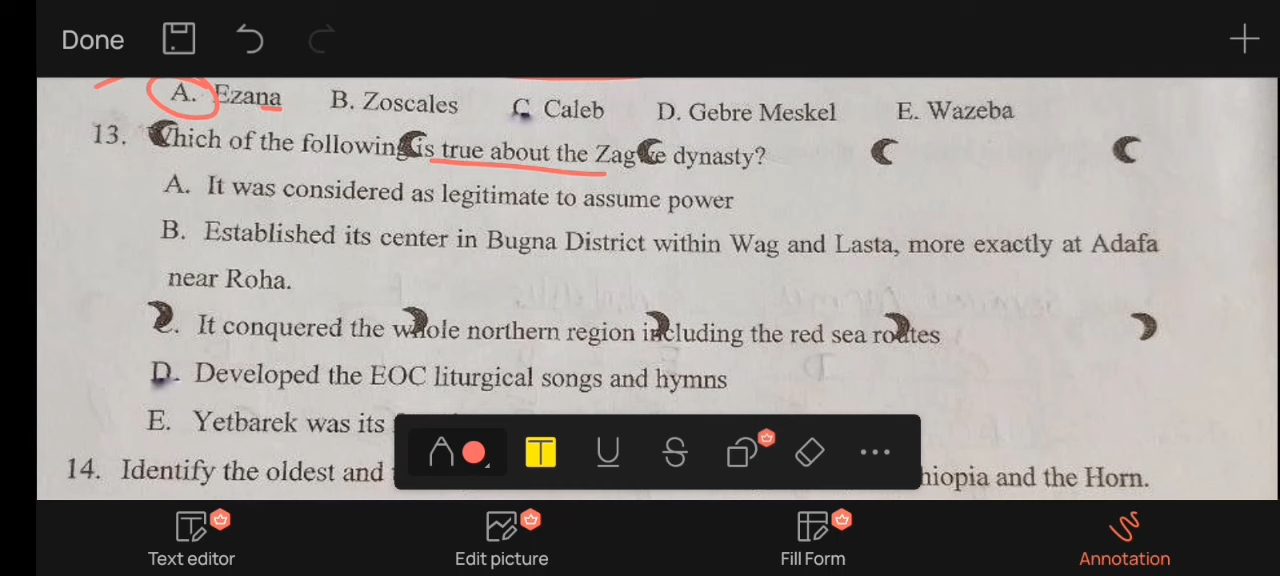 Done
A. Ezana B. Zoscales C. Caleb D. Gebre Meskel E. Wazeba
13. Which of the following is true about the Zagwe dynasty?
A. It was considered as legitimate to assume power
B. Established its center in Bugna District within Wag and Lasta, more exactly at Adafa
near Roha.
C. It conquered the whole northern region including the red sea routes
D. Developed the EOC liturgical songs and hymns
E. Yetbarek was its
14. Identify the oldest and hiopia and the Horn.
Text editor Edit picture Fill Form Annotation